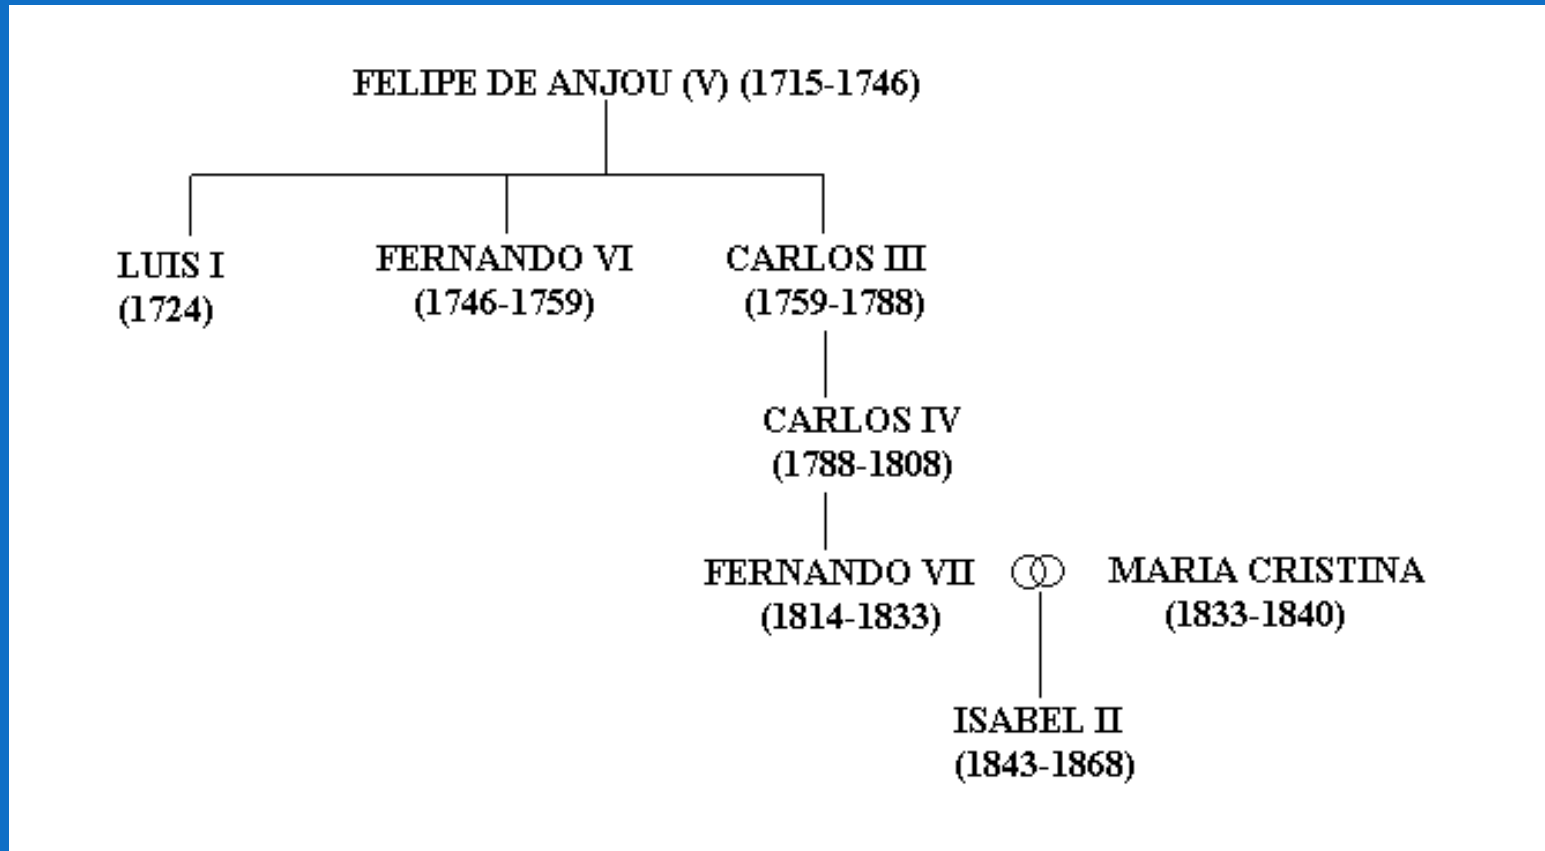 FELIPE DE ANJOU (V) (1715-1746)
LUIS I
(1724)
FERNANDO VI
(1746-1759)
CARLOS III
(1759-1788)
CARLOS IV
(1788-1808)
FERNANDO VII
(1814-1833)
MARIA CRISTINA
(1833-1840)
ISABEL II
(1843-1868)